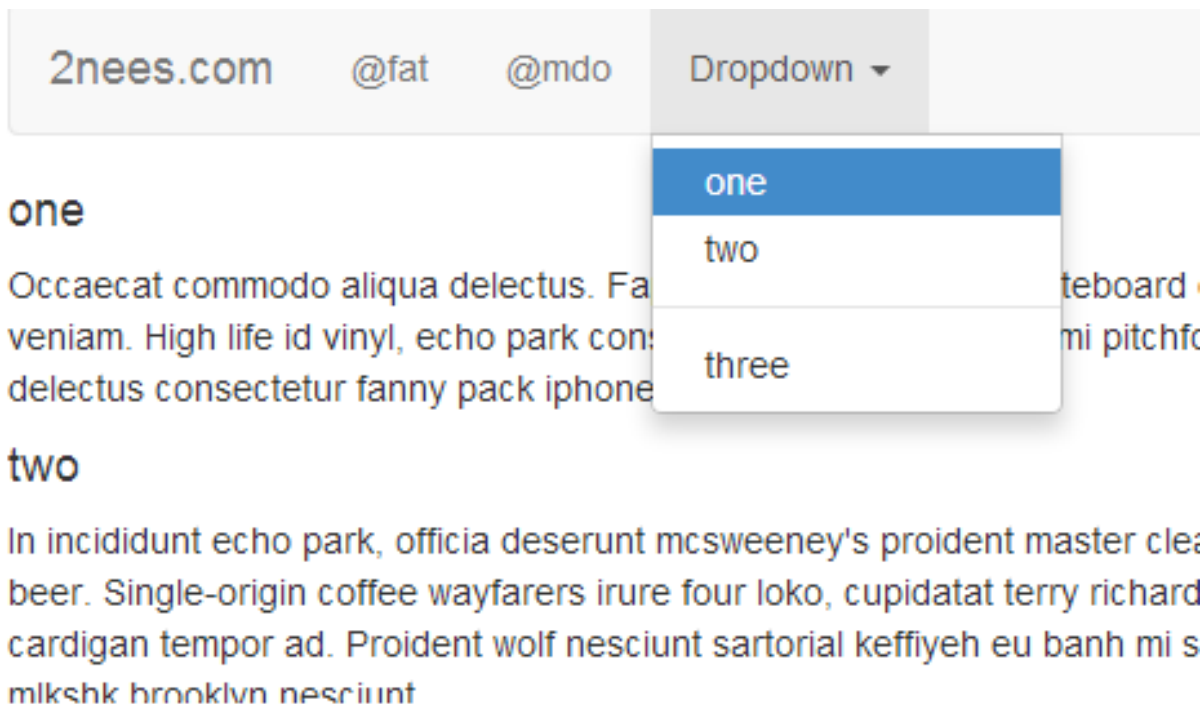 2nees.com @fat @mdo Dropdown
one
two
three
one
Occaecat commodo aliqua delectus. Fa teboard
veniam. High life id vinyl, echo park cons mi pitchfo
delectus consectetur fanny pack iphone
two
In incididunt echo park, officia deserunt mcsweeney's proident master clea
beer. Single-origin coffee wayfarers irure four loko, cupidatat terry richard
cardigan tempor ad. Proident wolf nesciunt sartorial keffiyeh eu banh mi s
mlkshk brooklyn nesciunt